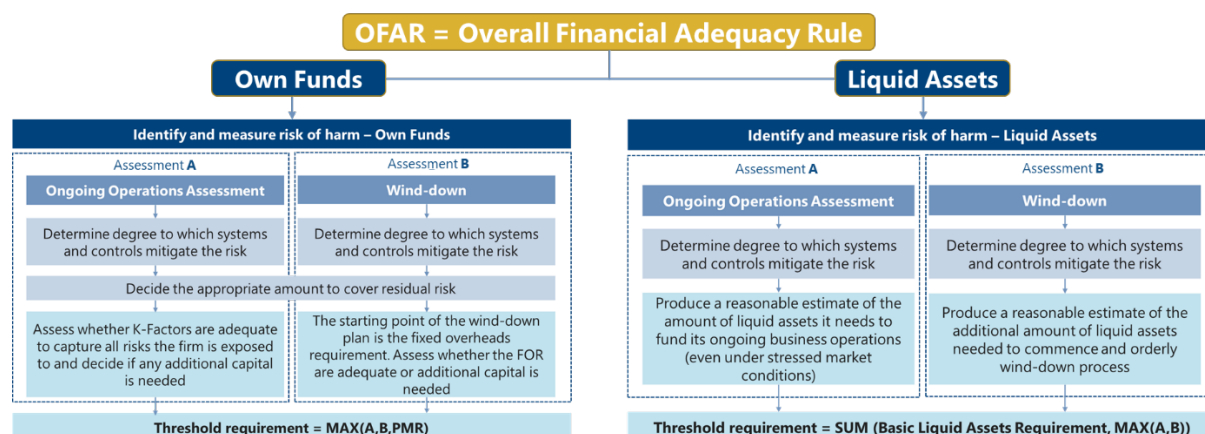 OFAR = Overall Financial Adequacy Rule
Own Funds
Liquid Assets
Identify and measure risk of harm – Own Funds
Assessment A
Assessment B
Ongoing Operations Assessment
Wind-down
Determine degree to which systems
and controls mitigate the risk
Determine degree to which systems
and controls mitigate the risk
Decide the appropriate amount to cover residual risk
Assess whether K-Factors are adequate
to capture all risks the firm is exposed
to and decide if any additional capital
is needed
The starting point of the wind-down
plan is the fixed overheads
requirement. Assess whether the FOR
are adequate or additional capital is
needed
Threshold requirement = MAX(A,B,PMR)
Identify and measure risk of harm – Liquid Assets
Assessment A
Assessment B
Ongoing Operations Assessment
Wind-down
Determine degree to which systems
and controls mitigate the risk
Determine degree to which systems
and controls mitigate the risk
Produce a reasonable estimate of the
amount of liquid assets it needs to
fund its ongoing business operations
(even under stressed market
conditions)
Produce a reasonable estimate of the
additional amount of liquid assets
needed to commence and orderly
wind-down process
Threshold requirement = SUM (Basic Liquid Assets Requirement, MAX(A,B))